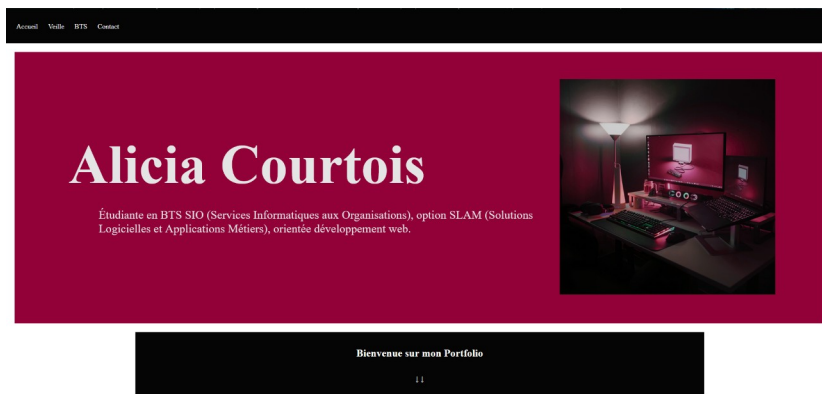 Accueil Veille BTS Contact
Alicia Courtois
Étudiante en BTS SIO (Services Informatiques aux Organisations), option SLAM (Solutions
Logicielles et Applications Métiers), orientée développement web.
Bienvenue sur mon Portfolio
↓↓